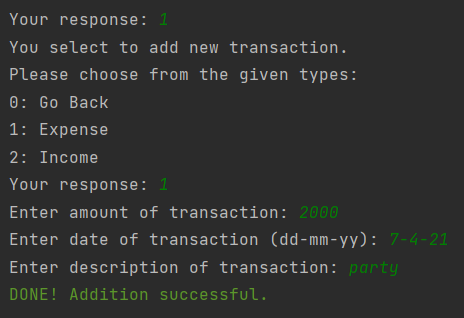 Your response: 1
You select to add new transaction.
Please choose from the given types:
0: Go Back
1: Expense
2: Income
Your response: 1
Enter amount of transaction: 2000
Enter date of transaction (dd-mm-yy): 7-4-21
Enter description of transaction: party
DONE! Addition successful.